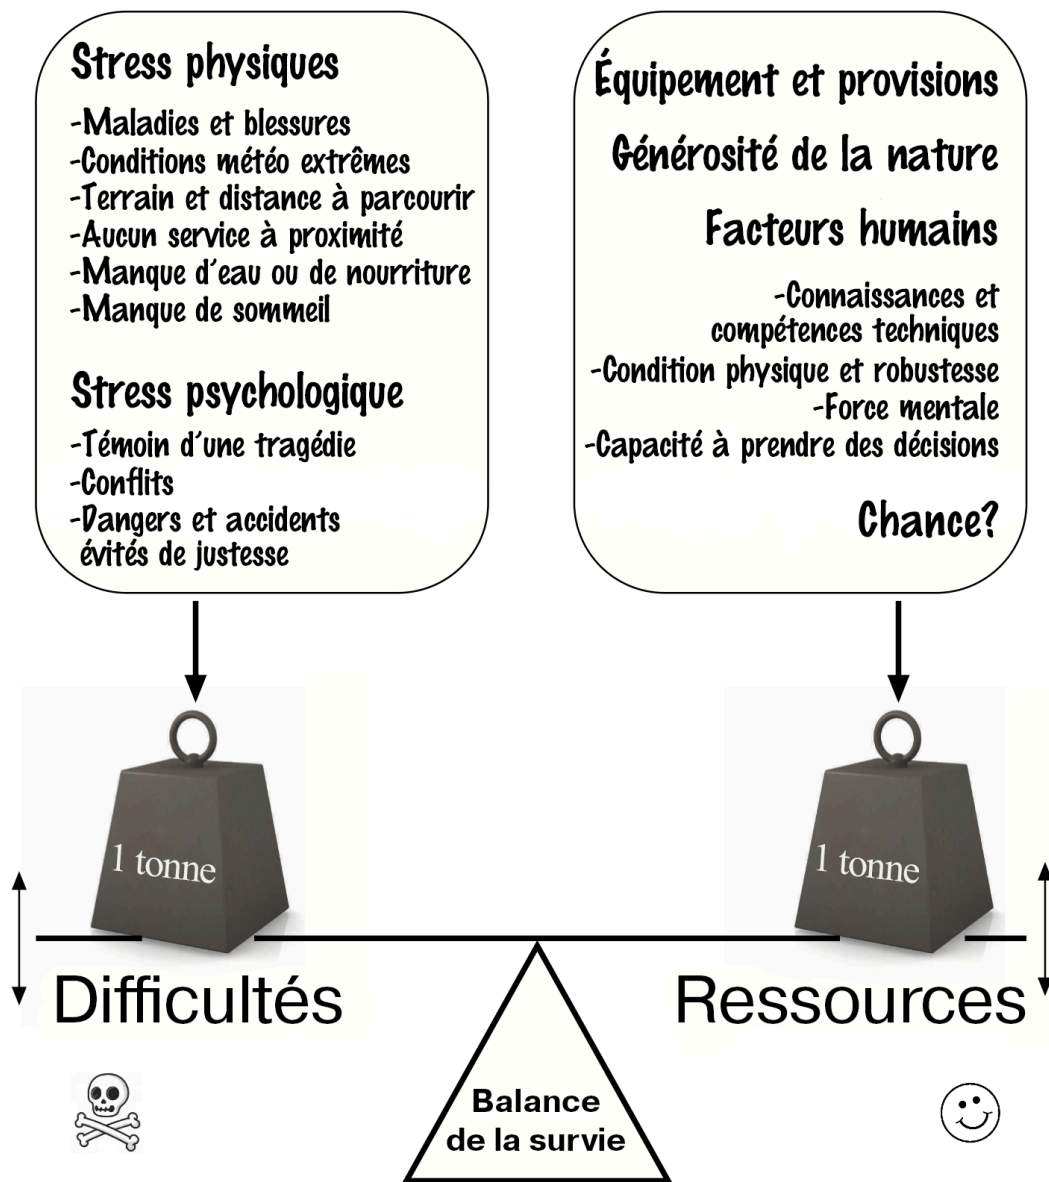 Stress physiques
-Maladies et blessures
-Conditions météo extrêmes
-Terrain et distance à parcourir
-Aucun service à proximité
-Manque d'eau ou de nourriture
-Manque de sommeil
Stress psychologique
-Témoin d'une tragédie
-Conflits
-Dangers et accidents
évités de justesse
Équipement et provisions
Générosité de la nature
Facteurs humains
-Connaissances et
compétences techniques
-Condition physique et robustesse
-Force mentale
-Capacité à prendre des décisions
Chance?
1 tonne
1 tonne
Difficultés
Ressources
Balance
de la survie